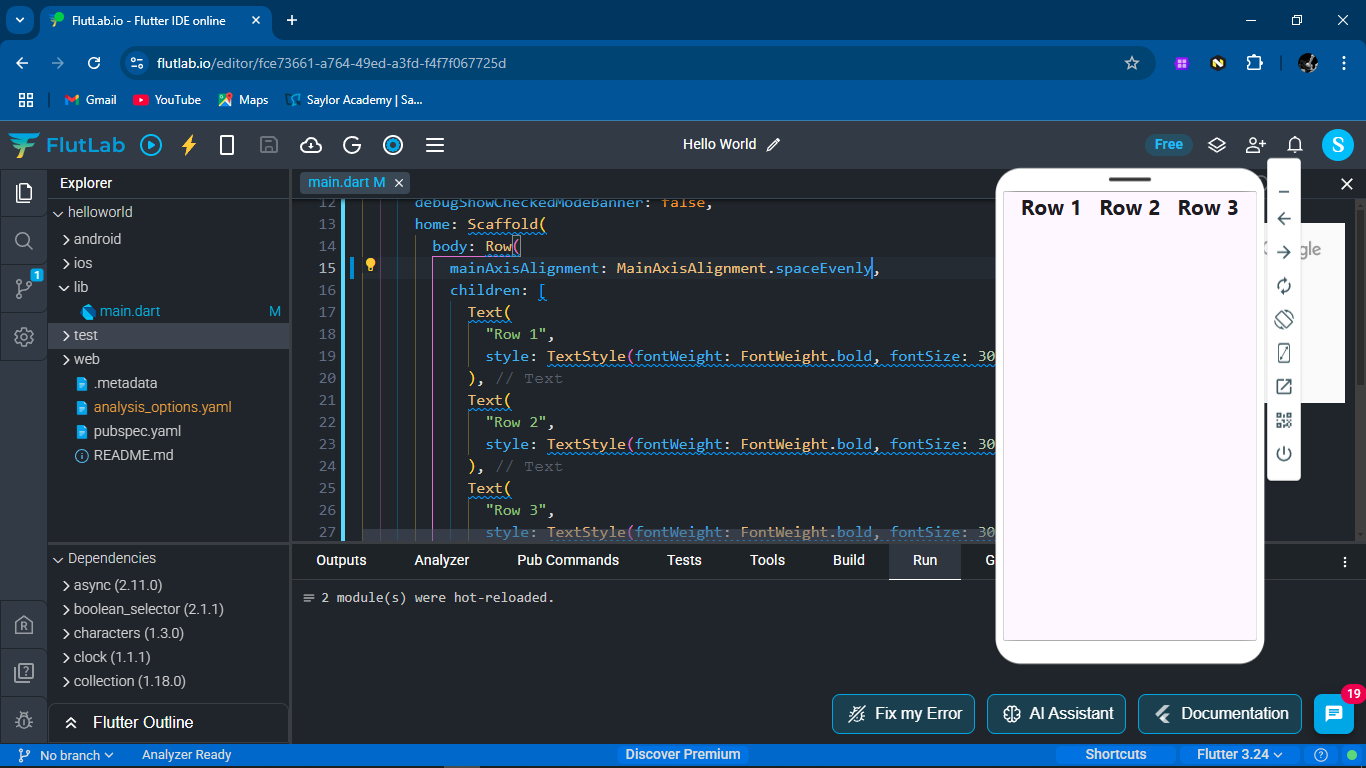 FlutLab.io - Flutter IDE online
flutlab.io/editor/fce73661-a764-49ed-a3fd-f4f7f067725d
Gmail
YouTube
Maps
Saylor Academy | Sa...
FlutLab
Hello World
Free
S
Explorer
helloworld
android
ios
lib
main.dart M
test
web
.metadata
analysis_options.yaml
pubspec.yaml
README.md
1
Dependencies
async (2.11.0)
boolean_selector (2.1.1)
characters (1.3.0)
clock (1.1.1)
collection (1.18.0)
Flutter Outline
main.dart M
12 debugShowCheckedModeBanner: false,
13 home: Scaffold(
14 body: Row(
15 mainAxisAlignment: MainAxisAlignment.spaceEvenly,
16 children: [
17 Text(
18 "Row 1",
19 style: TextStyle(fontWeight: FontWeight.bold, fontSize: 30
20 ), // Text
21 Text(
22 "Row 2",
23 style: TextStyle(fontWeight: FontWeight.bold, fontSize: 30
24 ), // Text
25 Text(
26 "Row 3",
27 style: TextStyle(fontWeight: FontWeight.bold, fontSize: 30
Row 1 Row 2 Row 3
Outputs
Analyzer
Pub Commands
Tests
Tools
Build
Run
G
2 module(s) were hot-reloaded.
Fix my Error
AI Assistant
Documentation
19
No branch
Analyzer Ready
Discover Premium
Shortcuts
Flutter 3.24